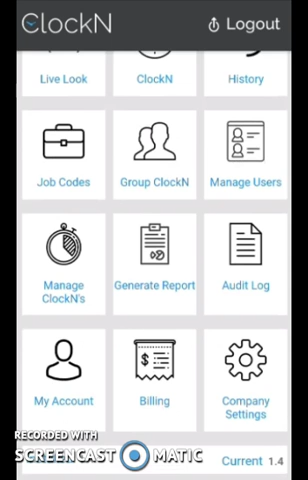 ClockN Logout
Live Look ClockN History
Job Codes Group ClockN Manage Users
Manage ClockN's Generate Report Audit Log
My Account Billing Company Settings
RECORDED WITH
SCREENCAST MATIC
Current 1.4